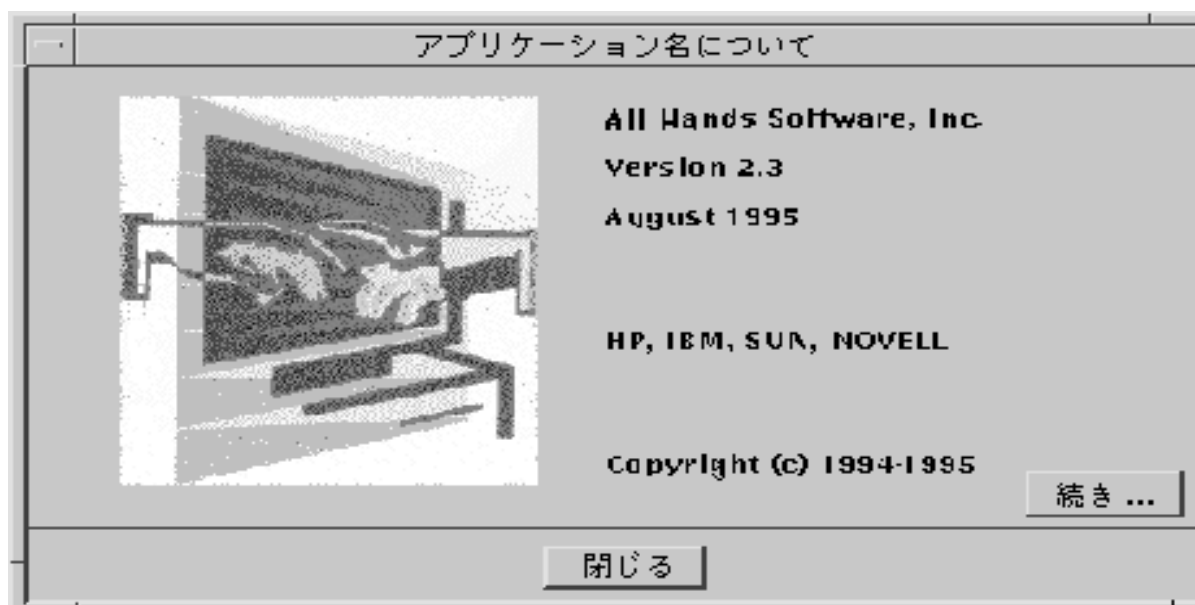 アプリケーション名について
All Hands Software, Inc.
Version 2.3
August 1995
HP, IBM, SUN, NOVELL
Copyright (c) 1994-1995
続き ...
閉じる